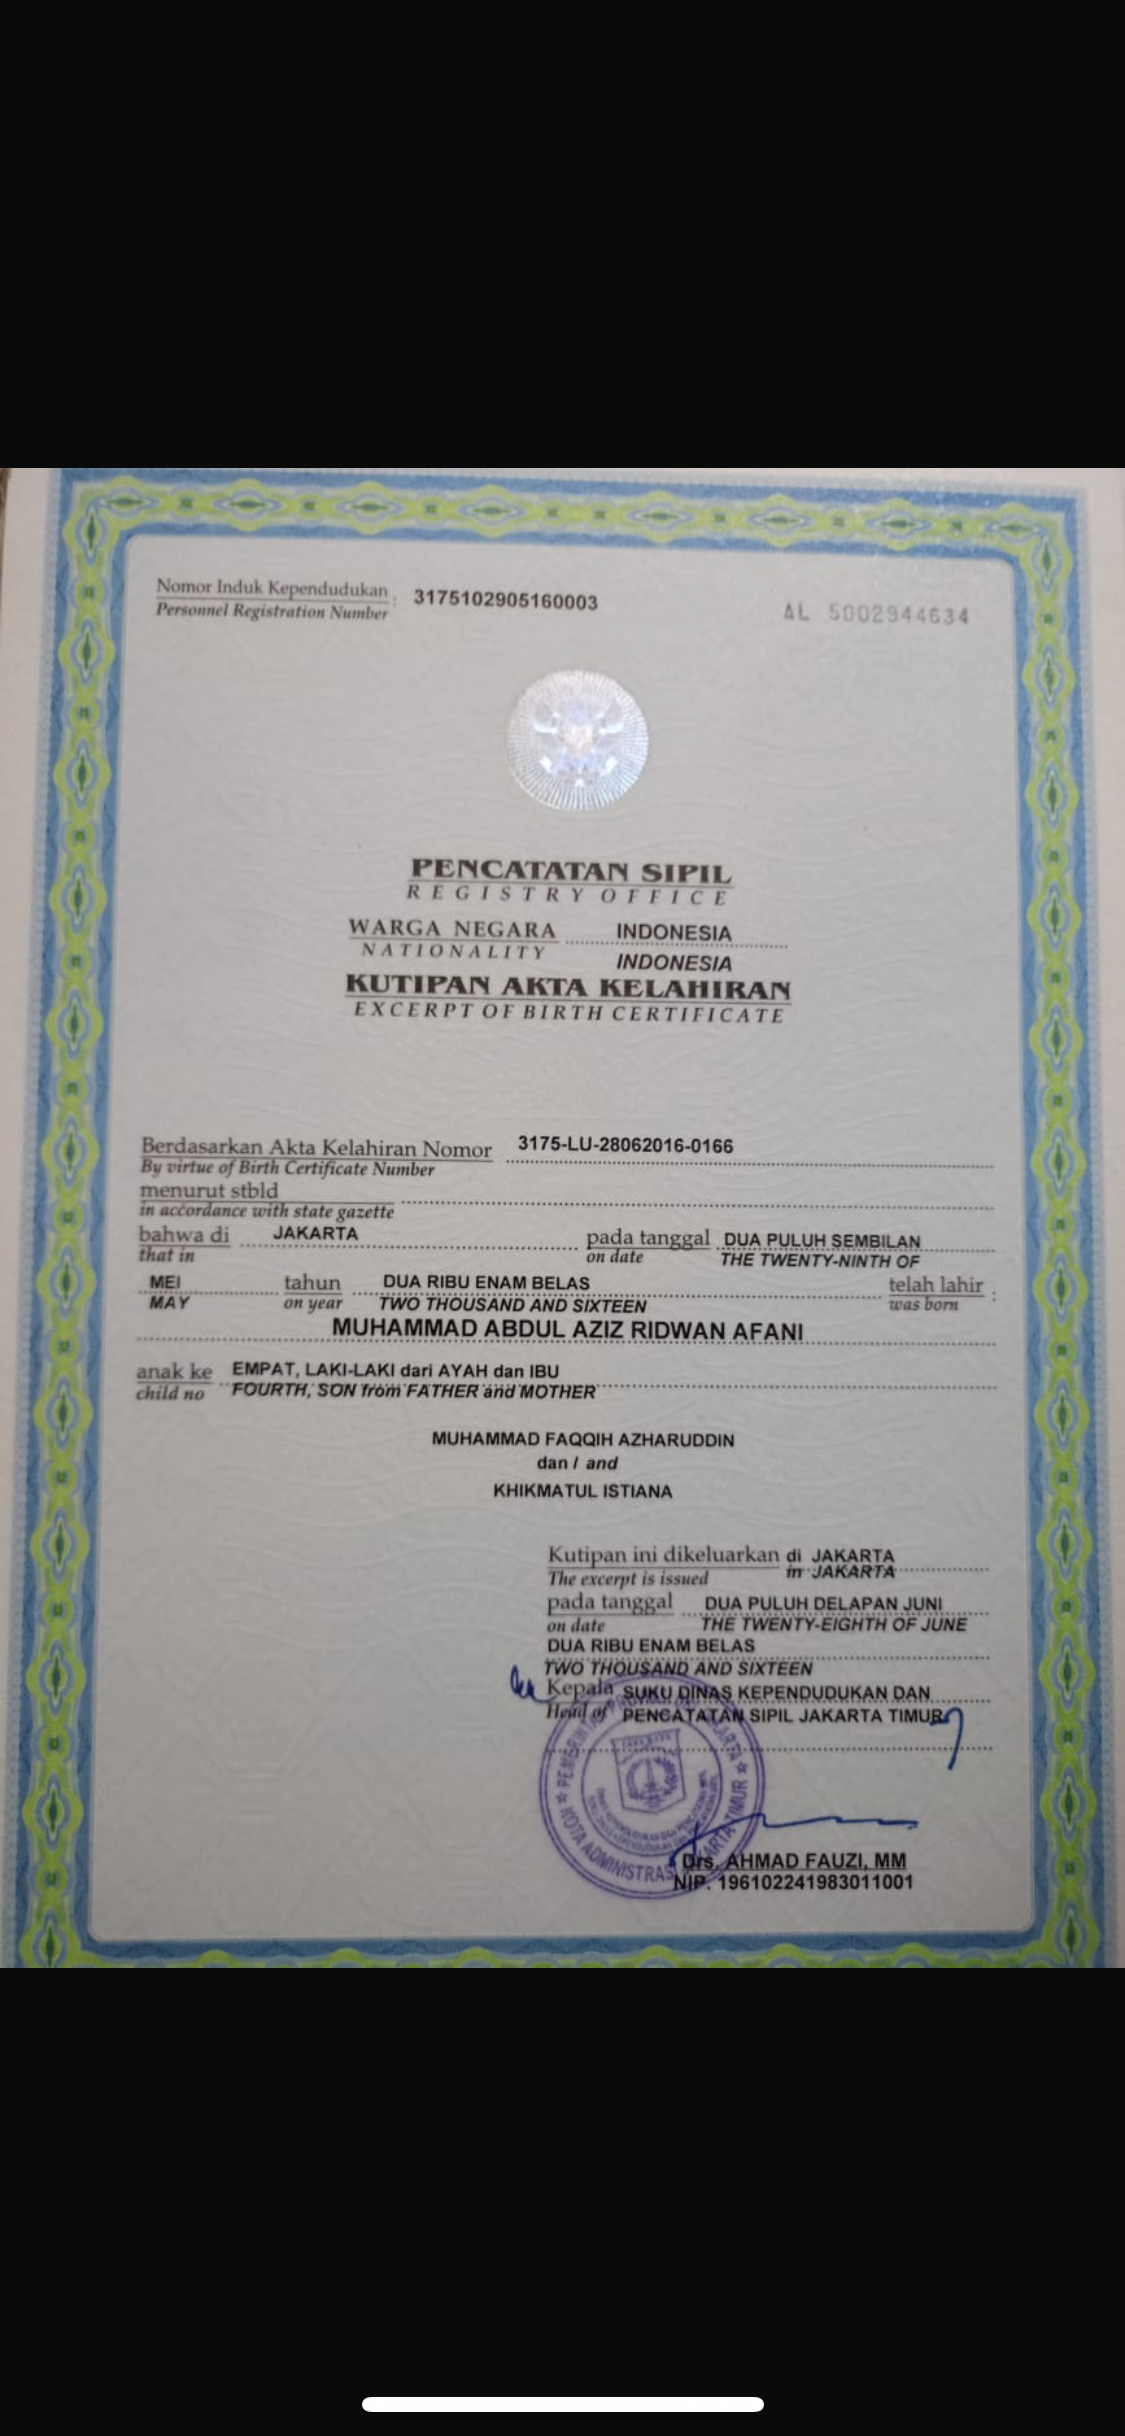 Nomor Induk Kependudukan : 3175102905160003
Personnel Registration Number
AL 5002944634
PENCATATAN SIPIL
REGISTRY OFFICE
WARGA NEGARA INDONESIA
NATIONALITY INDONESIA
KUTIPAN AKTA KELAHIRAN
EXCERPT OF BIRTH CERTIFICATE
Berdasarkan Akta Kelahiran Nomor 3175-LU-28062016-0166
By virtue of Birth Certificate Number
menurut stbld
in accordance with state gazette
bahwa di JAKARTA pada tanggal DUA PULUH SEMBILAN
that in on date THE TWENTY-NINTH OF
MEI tahun DUA RIBU ENAM BELAS telah lahir :
MAY on year TWO THOUSAND AND SIXTEEN was born
MUHAMMAD ABDUL AZIZ RIDWAN AFANI
anak ke EMPAT, LAKI-LAKI dari AYAH dan IBU
child no FOURTH, SON from FATHER and MOTHER
MUHAMMAD FAQQIH AZHARUDDIN
dan / and
KHIKMATUL ISTIANA
Kutipan ini dikeluarkan di JAKARTA
The excerpt is issued in JAKARTA
pada tanggal DUA PULUH DELAPAN JUNI
on date THE TWENTY-EIGHTH OF JUNE
DUA RIBU ENAM BELAS
TWO THOUSAND AND SIXTEEN
Kepala SUKU DINAS KEPENDUDUKAN DAN
Head of PENCATATAN SIPIL JAKARTA TIMUR
KOTA ADMINISTRASI JAKARTA TIMUR
Drs. AHMAD FAUZI, MM
NIP. 196102241983011001